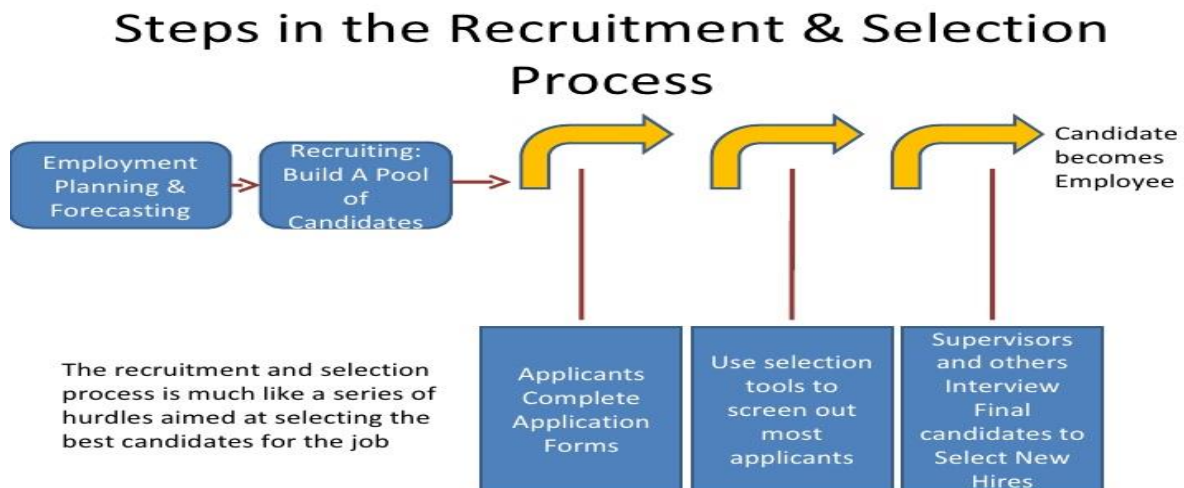 Steps in the Recruitment & Selection
Process
Employment
Planning &
Forecasting
Recruiting:
Build A Pool
of
Candidates
Candidate
becomes
Employee
The recruitment and selection
process is much like a series of
hurdles aimed at selecting the
best candidates for the job
Applicants
Complete
Application
Forms
Use selection
tools to
screen out
most
applicants
Supervisors
and others
Interview
Final
candidates to
Select New
Hires